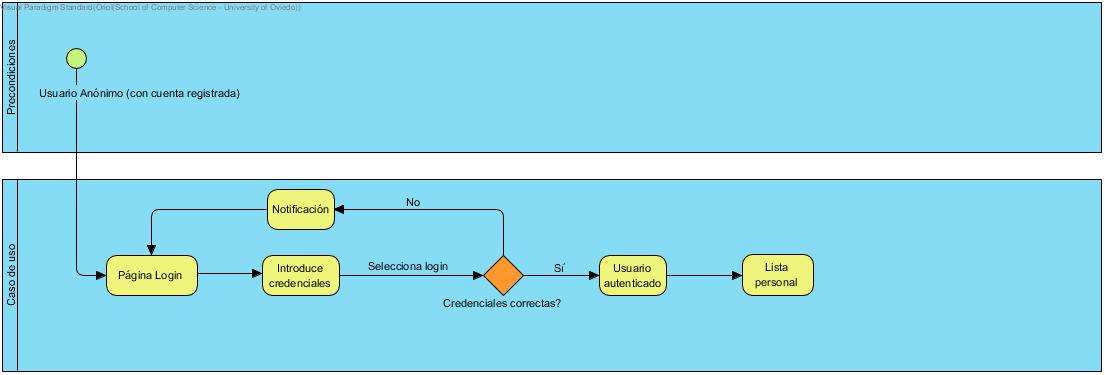 Visual Paradigm Standard(Oriol(School of Computer Science - University of Oviedo))
Precondiciones
Usuario Anónimo (con cuenta registrada)
Caso de uso
Notificación
No
Página Login
Introduce
credenciales
Selecciona login
Credenciales correctas?
Sí
Usuario
autenticado
Lista
personal